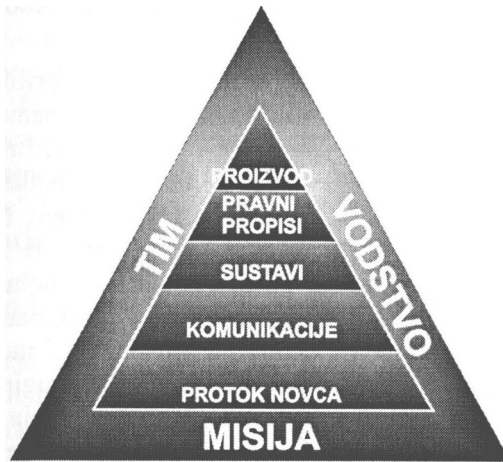 PROIZVOD
PRAVNI
PROPISI
TIM
VODSTVO
SUSTAVI
KOMUNIKACIJE
PROTOK NOVCA
MISIJA